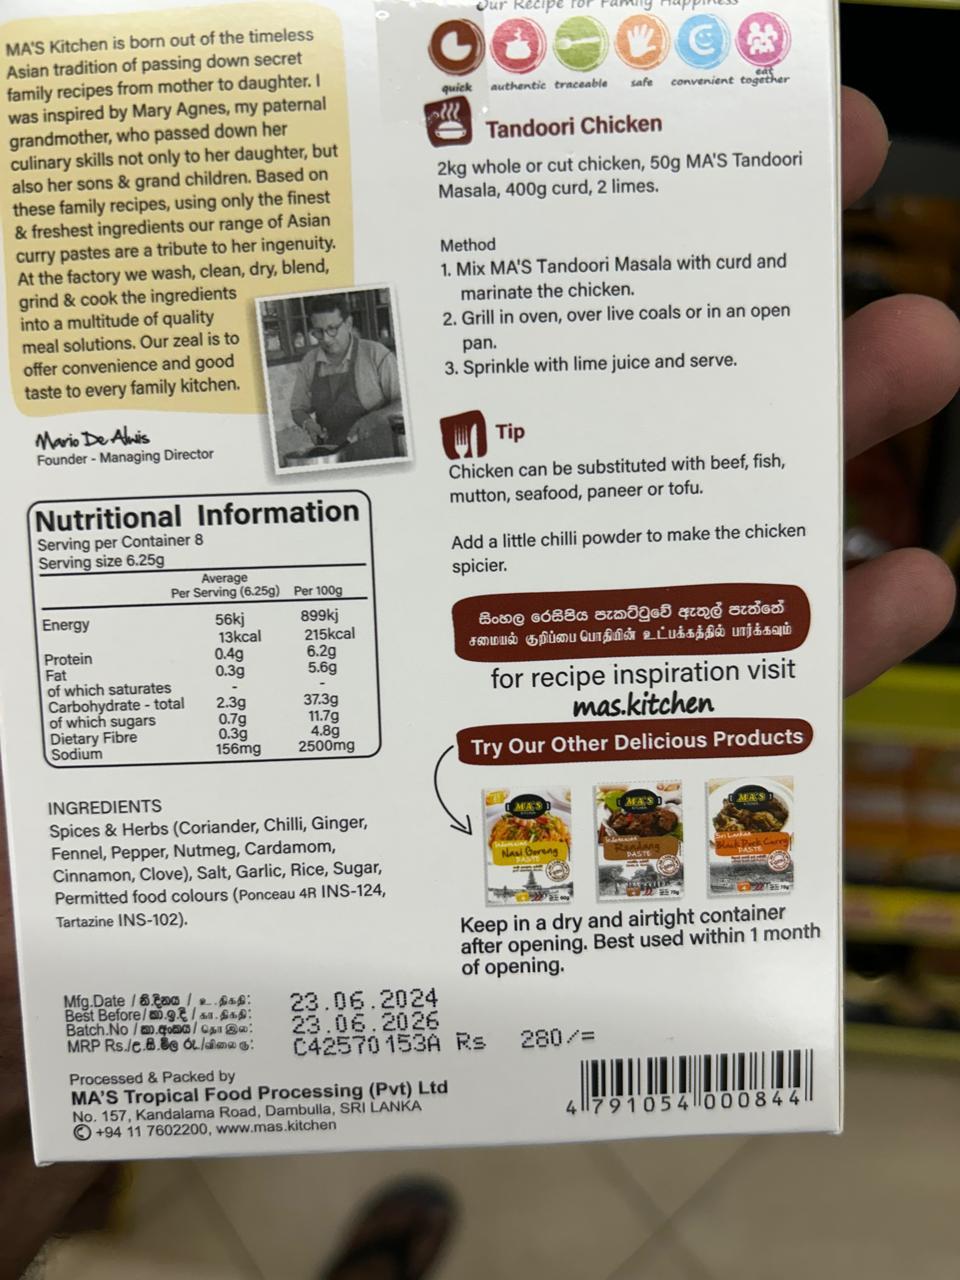 Our Recipe for Family Happiness
quick authentic traceable safe convenient eat together
MA'S Kitchen is born out of the timeless
Asian tradition of passing down secret
family recipes from mother to daughter. I
was inspired by Mary Agnes, my paternal
grandmother, who passed down her
culinary skills not only to her daughter, but
also her sons & grand children. Based on
these family recipes, using only the finest
& freshest ingredients our range of Asian
curry pastes are a tribute to her ingenuity.
At the factory we wash, clean, dry, blend,
grind & cook the ingredients
into a multitude of quality
meal solutions. Our zeal is to
offer convenience and good
taste to every family kitchen.
Mario De Alwis
Founder - Managing Director
Nutritional Information
Serving per Container 8
Serving size 6.25g
Average
Per Serving (6.25g) Per 100g
Energy 56kj 899kj
13kcal 215kcal
Protein 0.4g 6.2g
Fat 0.3g 5.6g
of which saturates - -
Carbohydrate - total 2.3g 37.3g
of which sugars 0.7g 11.7g
Dietary Fibre 0.3g 4.8g
Sodium 156mg 2500mg
INGREDIENTS
Spices & Herbs (Coriander, Chilli, Ginger,
Fennel, Pepper, Nutmeg, Cardamom,
Cinnamon, Clove), Salt, Garlic, Rice, Sugar,
Permitted food colours (Ponceau 4R INS-124,
Tartazine INS-102).
Tandoori Chicken
2kg whole or cut chicken, 50g MA'S Tandoori
Masala, 400g curd, 2 limes.
Method
1. Mix MA'S Tandoori Masala with curd and
marinate the chicken.
2. Grill in oven, over live coals or in an open
pan.
3. Sprinkle with lime juice and serve.
Tip
Chicken can be substituted with beef, fish,
mutton, seafood, paneer or tofu.
Add a little chilli powder to make the chicken
spicier.
සිංහල රෙසිපිය පැකට්ටුවේ ඇතුල් පැත්තේ
சமையல் குறிப்பை பொதியின் உட்பக்கத்தில் பார்க்கவும்
for recipe inspiration visit
mas.kitchen
Try Our Other Delicious Products
MA'S
Nasi Goreng
PASTE
MA'S
Rendang
PASTE
MA'S
Sri Lankan
Black Pork Curry
PASTE
Keep in a dry and airtight container
after opening. Best used within 1 month
of opening.
Mfg.Date / නි.දිනය / உ.திகதி: 23.06.2024
Best Before/ කා.ඉ.දි / கா.திகதி: 23.06.2026
Batch.No / කා.අංකය / தொ இல: C42570153A
MRP Rs./උ.සි.මිල රු./விலை ரூ: Rs 280/=
Processed & Packed by
MA'S Tropical Food Processing (Pvt) Ltd
No. 157, Kandalama Road, Dambulla, SRI LANKA
+94 11 7602200, www.mas.kitchen
4 791054 000844